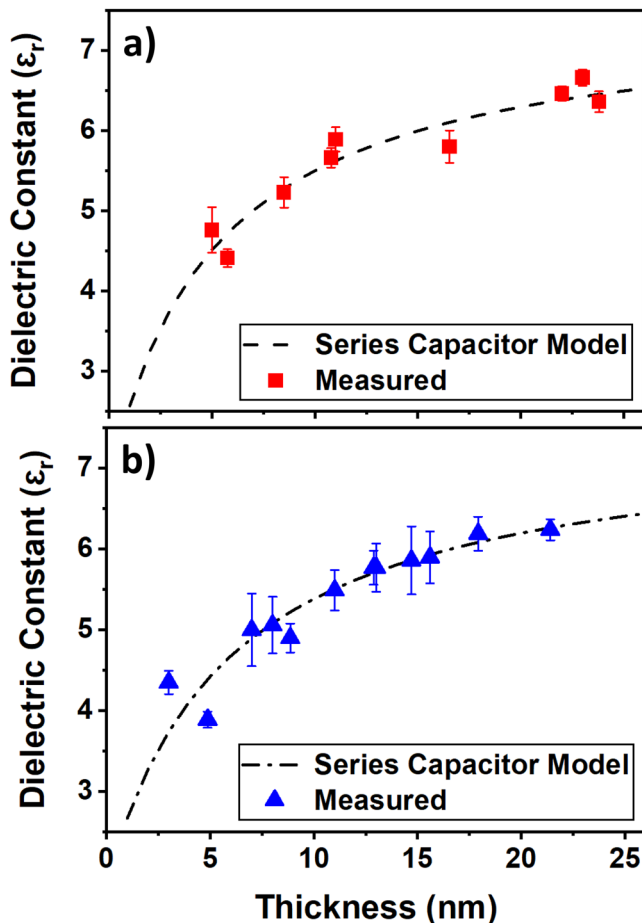 a)
Dielectric Constant (εr)
7
6
5
4
3
Series Capacitor Model
Measured
b)
Dielectric Constant (εr)
7
6
5
4
3
Series Capacitor Model
Measured
0 5 10 15 20 25
Thickness (nm)